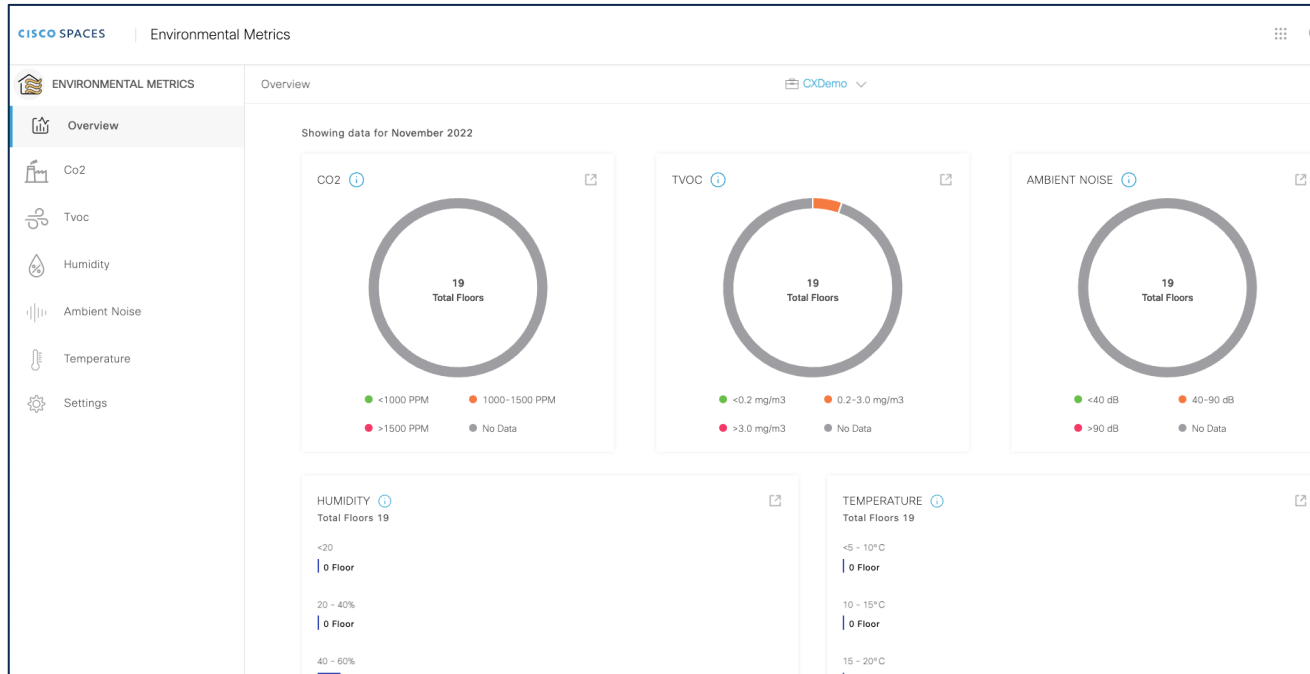 CISCO SPACES
Environmental Metrics
ENVIRONMENTAL METRICS
Overview
CXDemo
Overview
Co2
Tvoc
Humidity
Ambient Noise
Temperature
Settings
Showing data for November 2022
CO2
19
Total Floors
<1000 PPM
1000-1500 PPM
>1500 PPM
No Data
TVOC
19
Total Floors
<0.2 mg/m3
0.2-3.0 mg/m3
>3.0 mg/m3
No Data
AMBIENT NOISE
19
Total Floors
<40 dB
40-90 dB
>90 dB
No Data
HUMIDITY
Total Floors 19
<20
0 Floor
20 - 40%
0 Floor
40 - 60%
TEMPERATURE
Total Floors 19
<5 - 10°C
0 Floor
10 - 15°C
0 Floor
15 - 20°C